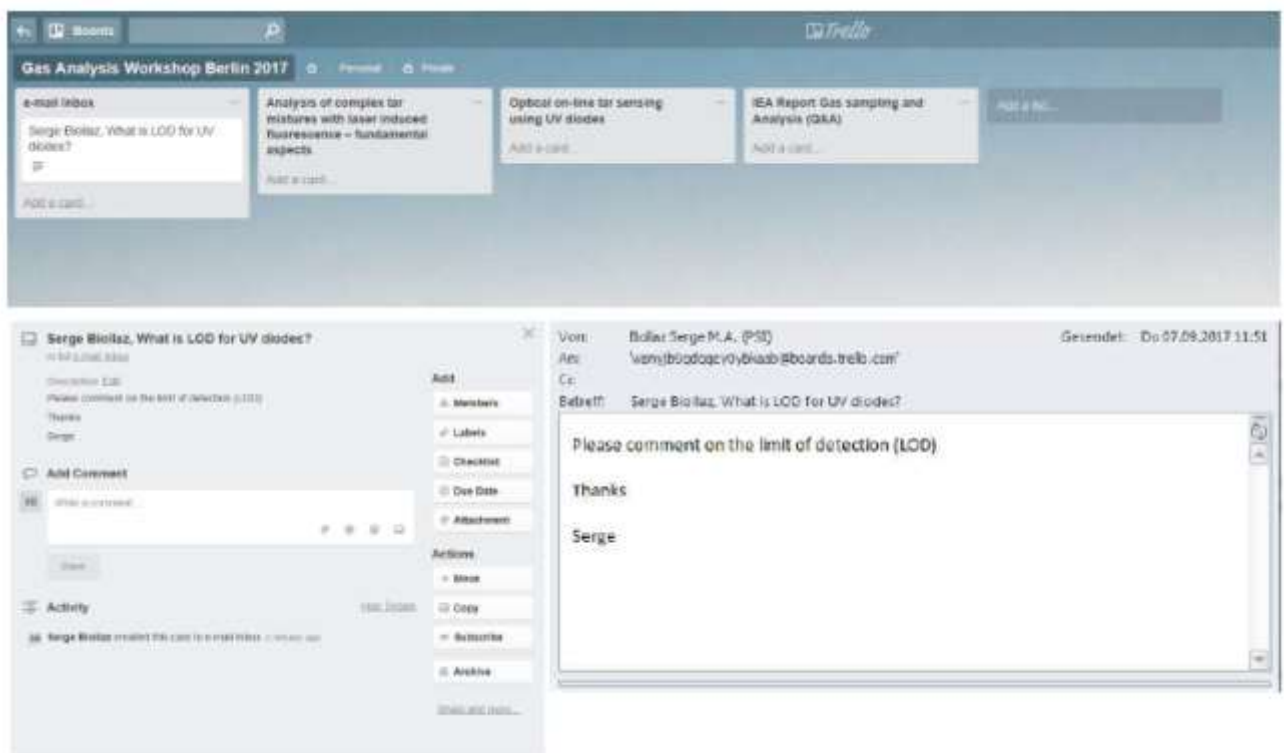 Boards
Trello
Gas Analysis Workshop Berlin 2017
Personal
Private
e-mail Inbox
Serge Biollaz, What is LOD for UV
diodes?
Add a card...
Analysis of complex tar
mixtures with laser induced
fluorescence – fundamental
aspects
Add a card...
Optical on-line tar sensing
using UV diodes
Add a card...
IEA Report Gas sampling and
Analysis (Q&A)
Add a card...
Add a list...
Serge Biollaz, What is LOD for UV diodes?
in list e-mail Inbox
Description Edit
Please comment on the limit of detection (LOD)
Thanks
Serge
Add Comment
Write a comment...
Activity
Serge Biollaz created this card in e-mail Inbox
Add
Members
Labels
Checklist
Due Date
Attachment
Actions
Move
Copy
Subscribe
Archive
Share and more...
Von: Biollaz Serge M.A. (PSI) Gesendet: Do 07.09.2017 11:51
An:
Cc:
Betreff: Serge Biollaz, What is LOD for UV diodes?
Please comment on the limit of detection (LOD)
Thanks
Serge